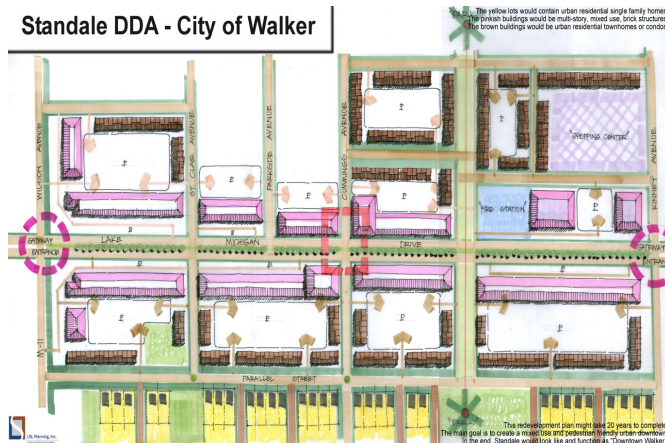 Standale DDA - City of Walker
The yellow lots would contain urban residential single family homes
The pinkish buildings would be multi-story, mixed use, brick structures
The brown buildings would be urban residential townhomes or condos
PARK
WILSON AVENUE
ST CLAIR AVENUE
PARKSIDE AVENUE
CUMMINGS AVENUE
KINNEY AVENUE
P
P
P
P
P
P
"SHOPPING CENTER"
"FIRE STATION"
P
GATEWAY
ENTRANCE
LAKE
MICHIGAN
DRIVE
GATEWAY
ENTRAN
P
P
P
P
M-11
PARALLEL STREET
LSL Planning, Inc.
This redevelopment plan might take 20 years to complete
The main goal is to create a mixed use and pedestrian friendly urban downtown
In the end, Standale would look like and function as "Downtown Walker